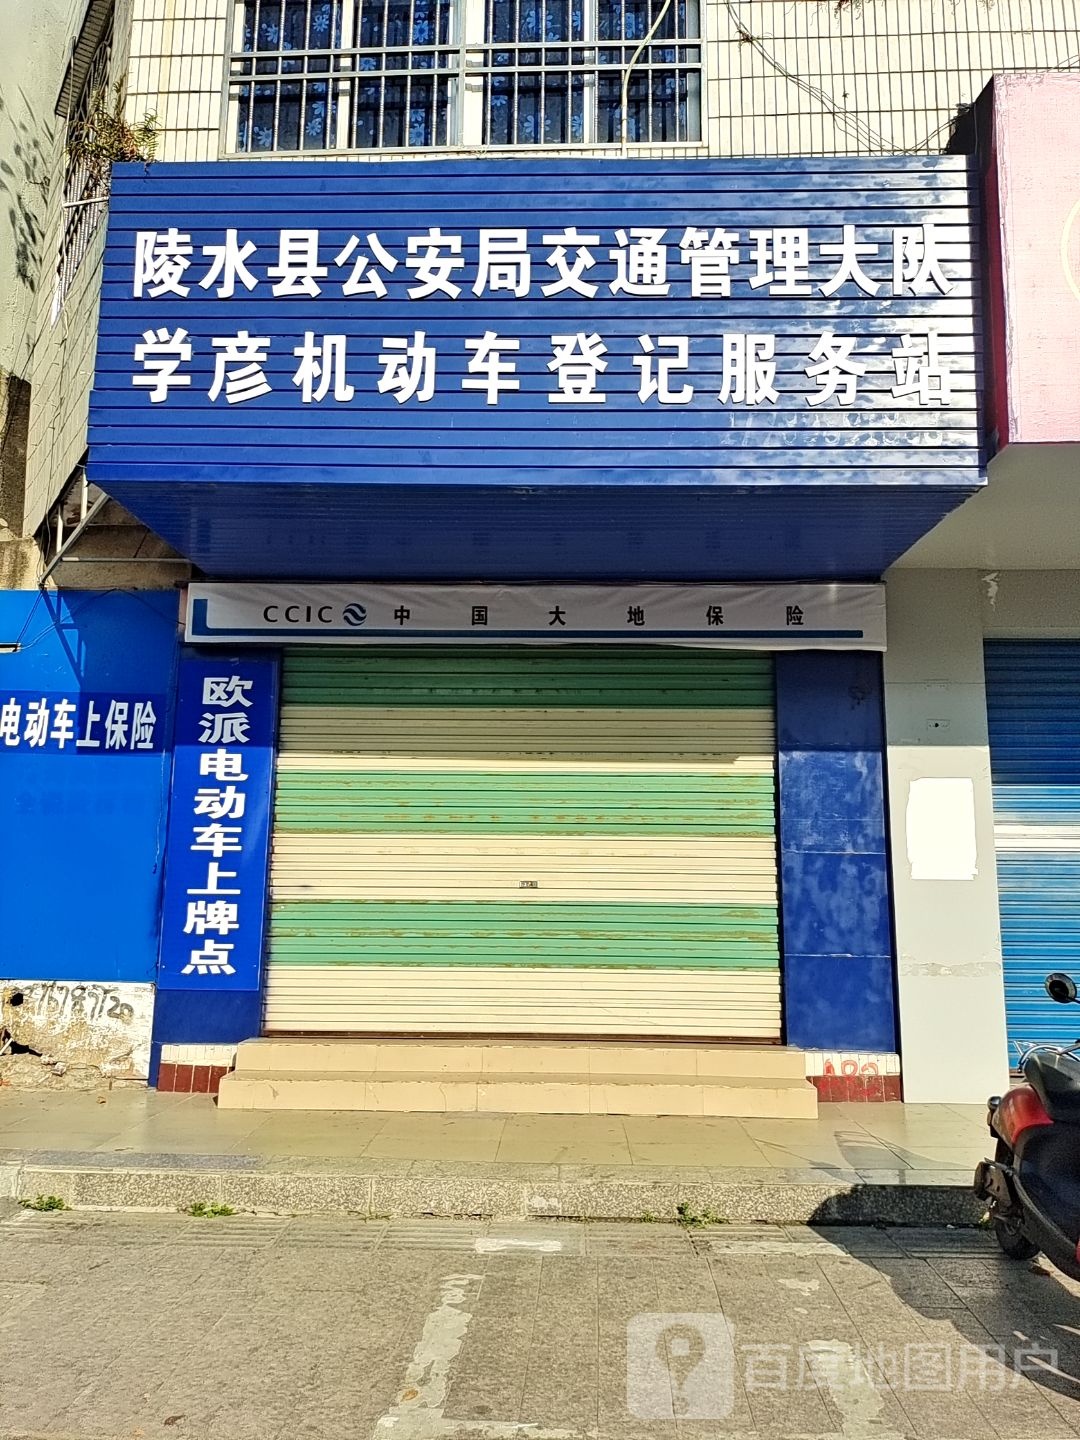 陵水县公安局交通管理大队
学彦机动车登记服务站
CCIC 中国大地保险
电动车上保险
欧派电动车上牌点
百度地图用户